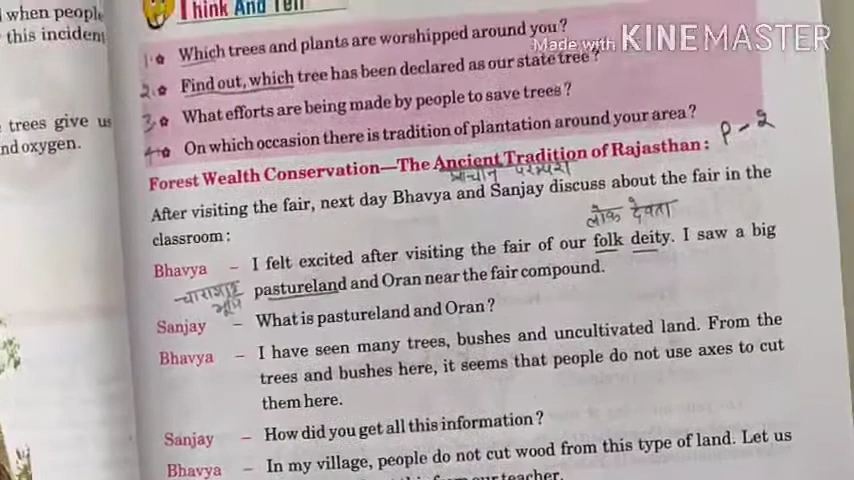 when people
this incident
trees give us
nd oxygen.
Think And Tell
Made with KINEMASTER
1. Which trees and plants are worshipped around you?
2. Find out, which tree has been declared as our state tree?
3. What efforts are being made by people to save trees?
4. On which occasion there is tradition of plantation around your area?
P-2
Forest Wealth Conservation—The Ancient Tradition of Rajasthan:
प्राचीन परम्परा
After visiting the fair, next day Bhavya and Sanjay discuss about the fair in the
classroom:
लोक देवता
Bhavya – I felt excited after visiting the fair of our folk deity. I saw a big
चारागाह भूमि
pastureland and Oran near the fair compound.
Sanjay – What is pastureland and Oran?
Bhavya – I have seen many trees, bushes and uncultivated land. From the
trees and bushes here, it seems that people do not use axes to cut
them here.
Sanjay – How did you get all this information?
Bhavya – In my village, people do not cut wood from this type of land. Let us
this from our teacher.